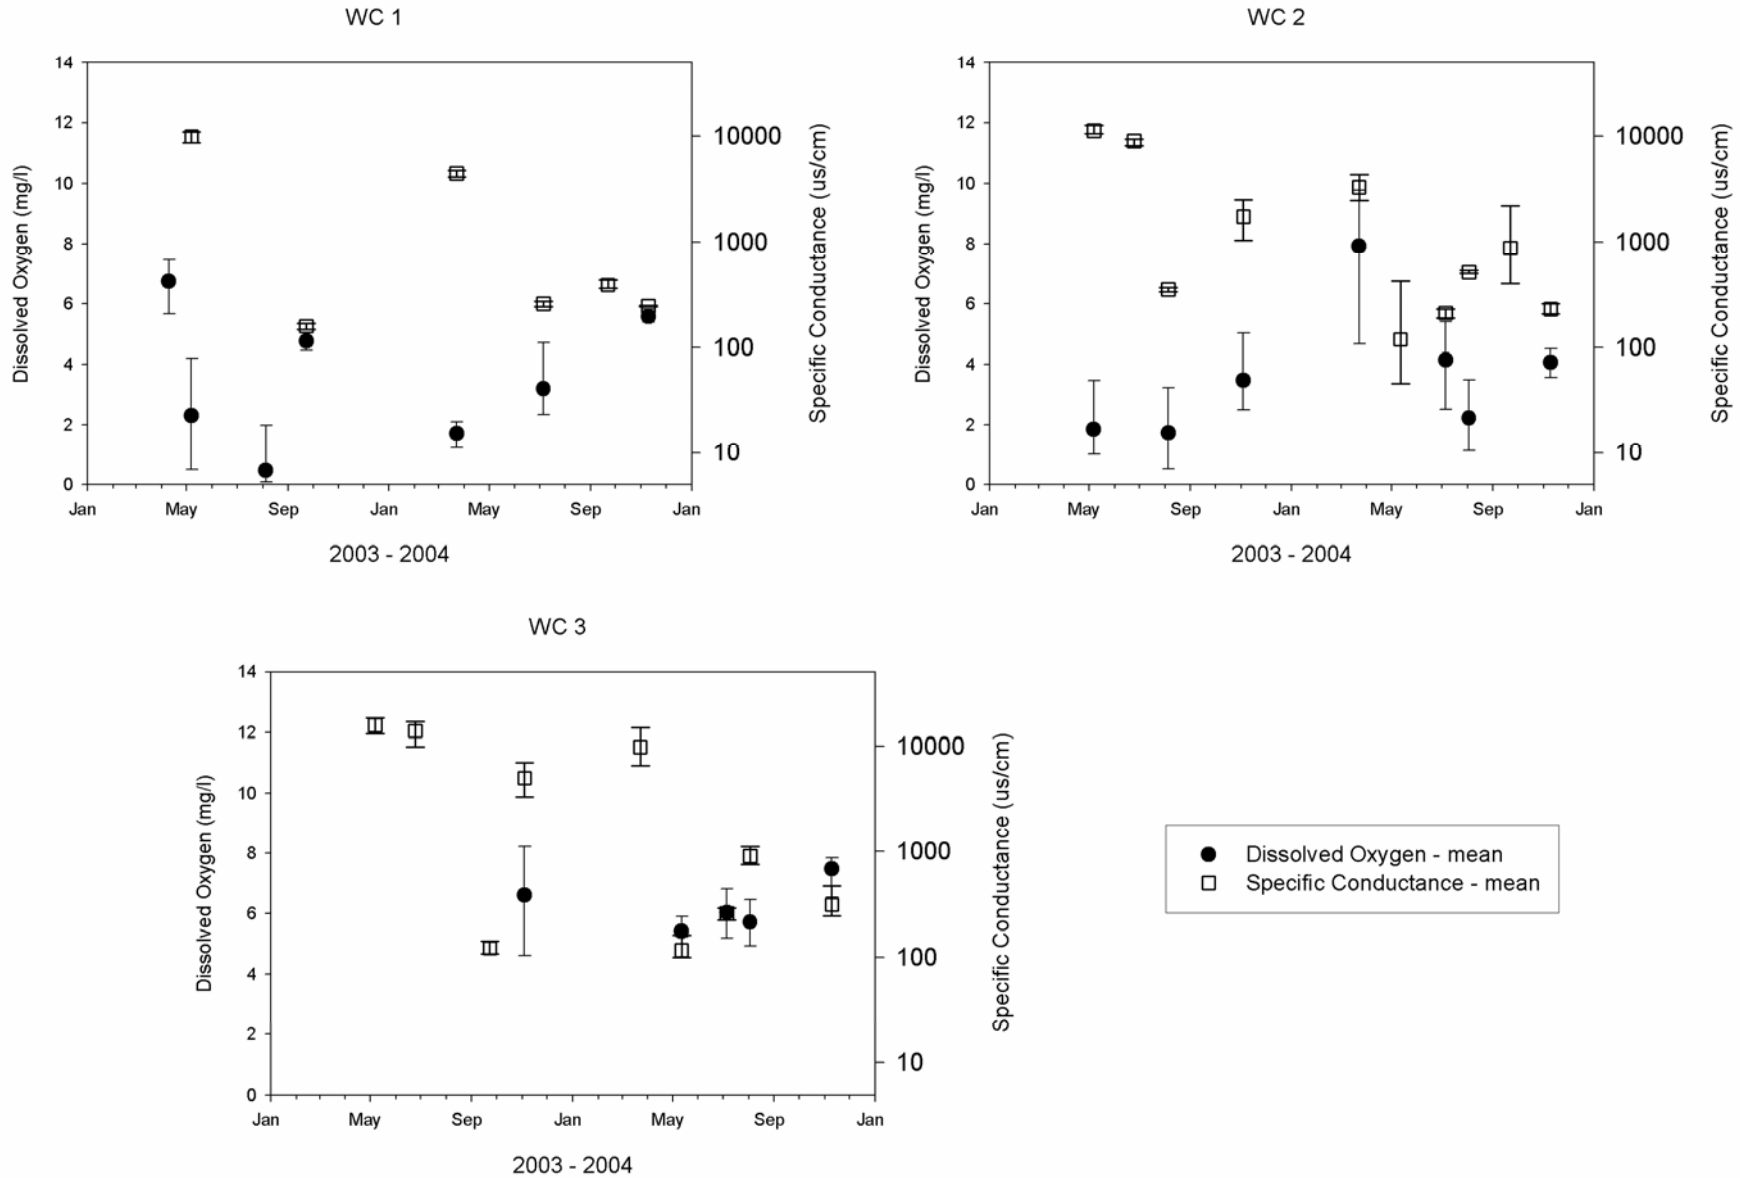 WC 1
14
12
10
8
6
4
2
0
Dissolved Oxygen (mg/l)
10000
1000
100
10
Specific Conductance (us/cm)
Jan May Sep Jan May Sep Jan
2003 - 2004
WC 2
14
12
10
8
6
4
2
0
Dissolved Oxygen (mg/l)
10000
1000
100
10
Specific Conductance (us/cm)
Jan May Sep Jan May Sep Jan
2003 - 2004
WC 3
14
12
10
8
6
4
2
0
Dissolved Oxygen (mg/l)
10000
1000
100
10
Specific Conductance (us/cm)
Jan May Sep Jan May Sep Jan
2003 - 2004
Dissolved Oxygen - mean
Specific Conductance - mean